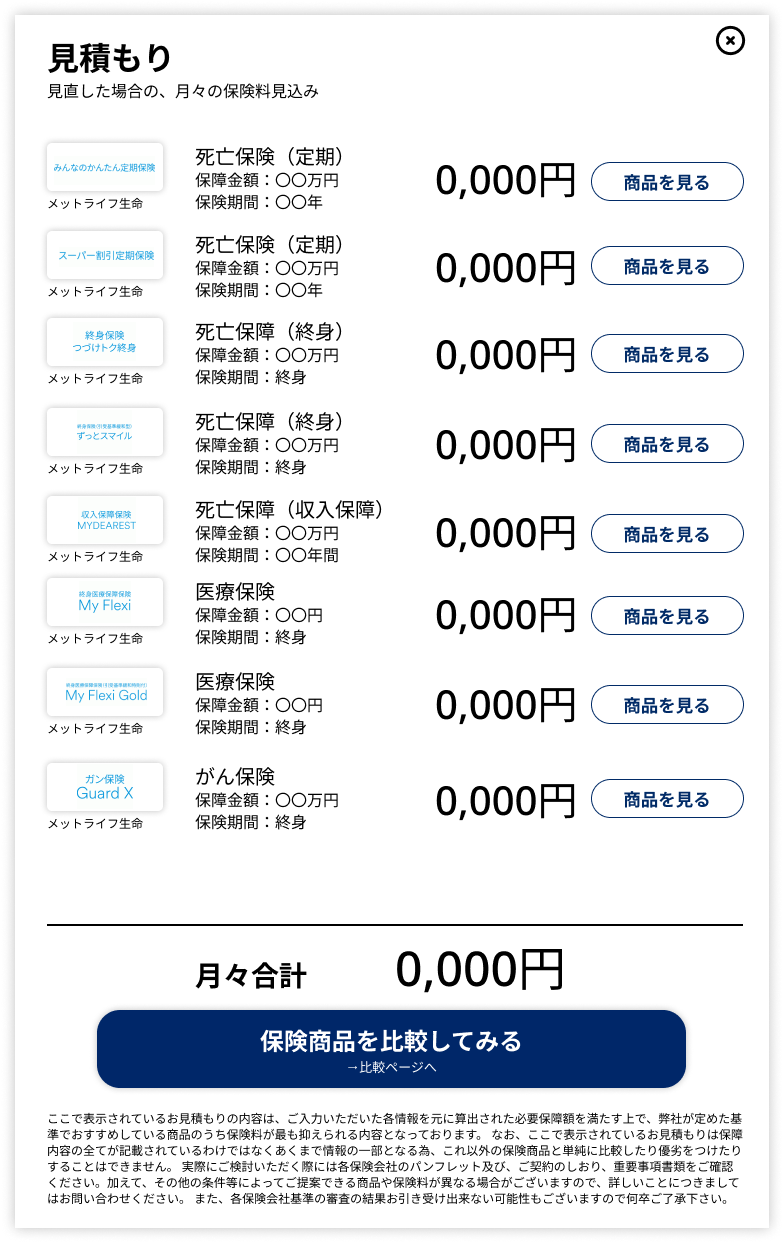 見積もり
見直した場合の、月々の保険料見込み
みんなのかんたん定期保険
メットライフ生命
死亡保険（定期）
保障金額：〇〇万円
保険期間：〇〇年
0,000円
商品を見る
スーパー割引定期保険
メットライフ生命
死亡保険（定期）
保障金額：〇〇万円
保険期間：〇〇年
0,000円
商品を見る
終身保険
つづけトク終身
メットライフ生命
死亡保障（終身）
保障金額：〇〇万円
保険期間：終身
0,000円
商品を見る
終身保険(引受基準緩和型)
ずっとスマイル
メットライフ生命
死亡保障（終身）
保障金額：〇〇万円
保険期間：終身
0,000円
商品を見る
収入保障保険
MYDEAREST
メットライフ生命
死亡保障（収入保障）
保障金額：〇〇万円
保険期間：〇〇年間
0,000円
商品を見る
終身医療保障保険
My Flexi
メットライフ生命
医療保険
保障金額：〇〇円
保険期間：終身
0,000円
商品を見る
My Flexi Gold
メットライフ生命
医療保険
保障金額：〇〇円
保険期間：終身
0,000円
商品を見る
ガン保険
Guard X
メットライフ生命
がん保険
保障金額：〇〇万円
保険期間：終身
0,000円
商品を見る
月々合計
0,000円
保険商品を比較してみる
→比較ページへ
ここで表示されているお見積もりの内容は、ご入力いただいた各情報を元に算出された必要保障額を満たす上で、弊社が定めた基
準でおすすめしている商品のうち保険料が最も抑えられる内容となっております。 なお、ここで表示されているお見積もりは保障
内容の全てが記載されているわけではなくあくまで情報の一部となる為、これ以外の保険商品と単純に比較したり優劣をつけたり
することはできません。 実際にご検討いただく際には各保険会社のパンフレット及び、ご契約のしおり、重要事項書類をご確認
ください。加えて、その他の条件等によってご提案できる商品や保険料が異なる場合がございますので、詳しいことにつきまして
はお問い合わせください。 また、各保険会社基準の審査の結果お引き受け出来ない可能性もございますので何卒ご了承下さい。